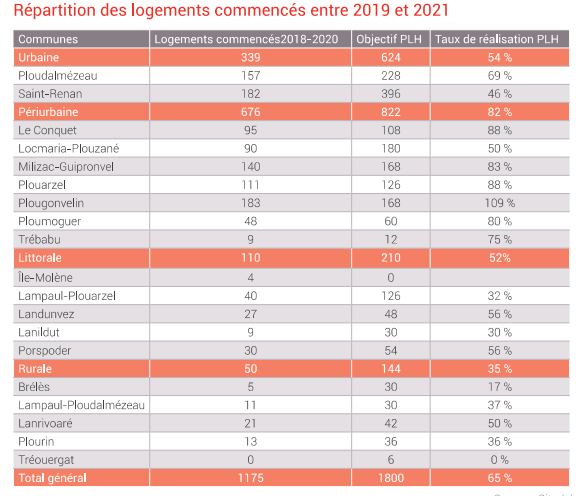 Répartition des logements commencés entre 2019 et 2021
Communes Logements commencés2018-2020 Objectif PLH Taux de réalisation PLH
Urbaine 339 624 54 %
Ploudalmézeau 157 228 69 %
Saint-Renan 182 396 46 %
Périurbaine 676 822 82 %
Le Conquet 95 108 88 %
Locmaria-Plouzané 90 180 50 %
Milizac-Guipronvel 140 168 83 %
Plouarzel 111 126 88 %
Plougonvelin 183 168 109 %
Ploumoguer 48 60 80 %
Trébabu 9 12 75 %
Littorale 110 210 52%
Île-Molène 4 0
Lampaul-Plouarzel 40 126 32 %
Landunvez 27 48 56 %
Lanildut 9 30 30 %
Porspoder 30 54 56 %
Rurale 50 144 35 %
Brélès 5 30 17 %
Lampaul-Ploudalmézeau 11 30 37 %
Lanrivoaré 21 42 50 %
Plourin 13 36 36 %
Tréouergat 0 6 0 %
Total général 1175 1800 65 %